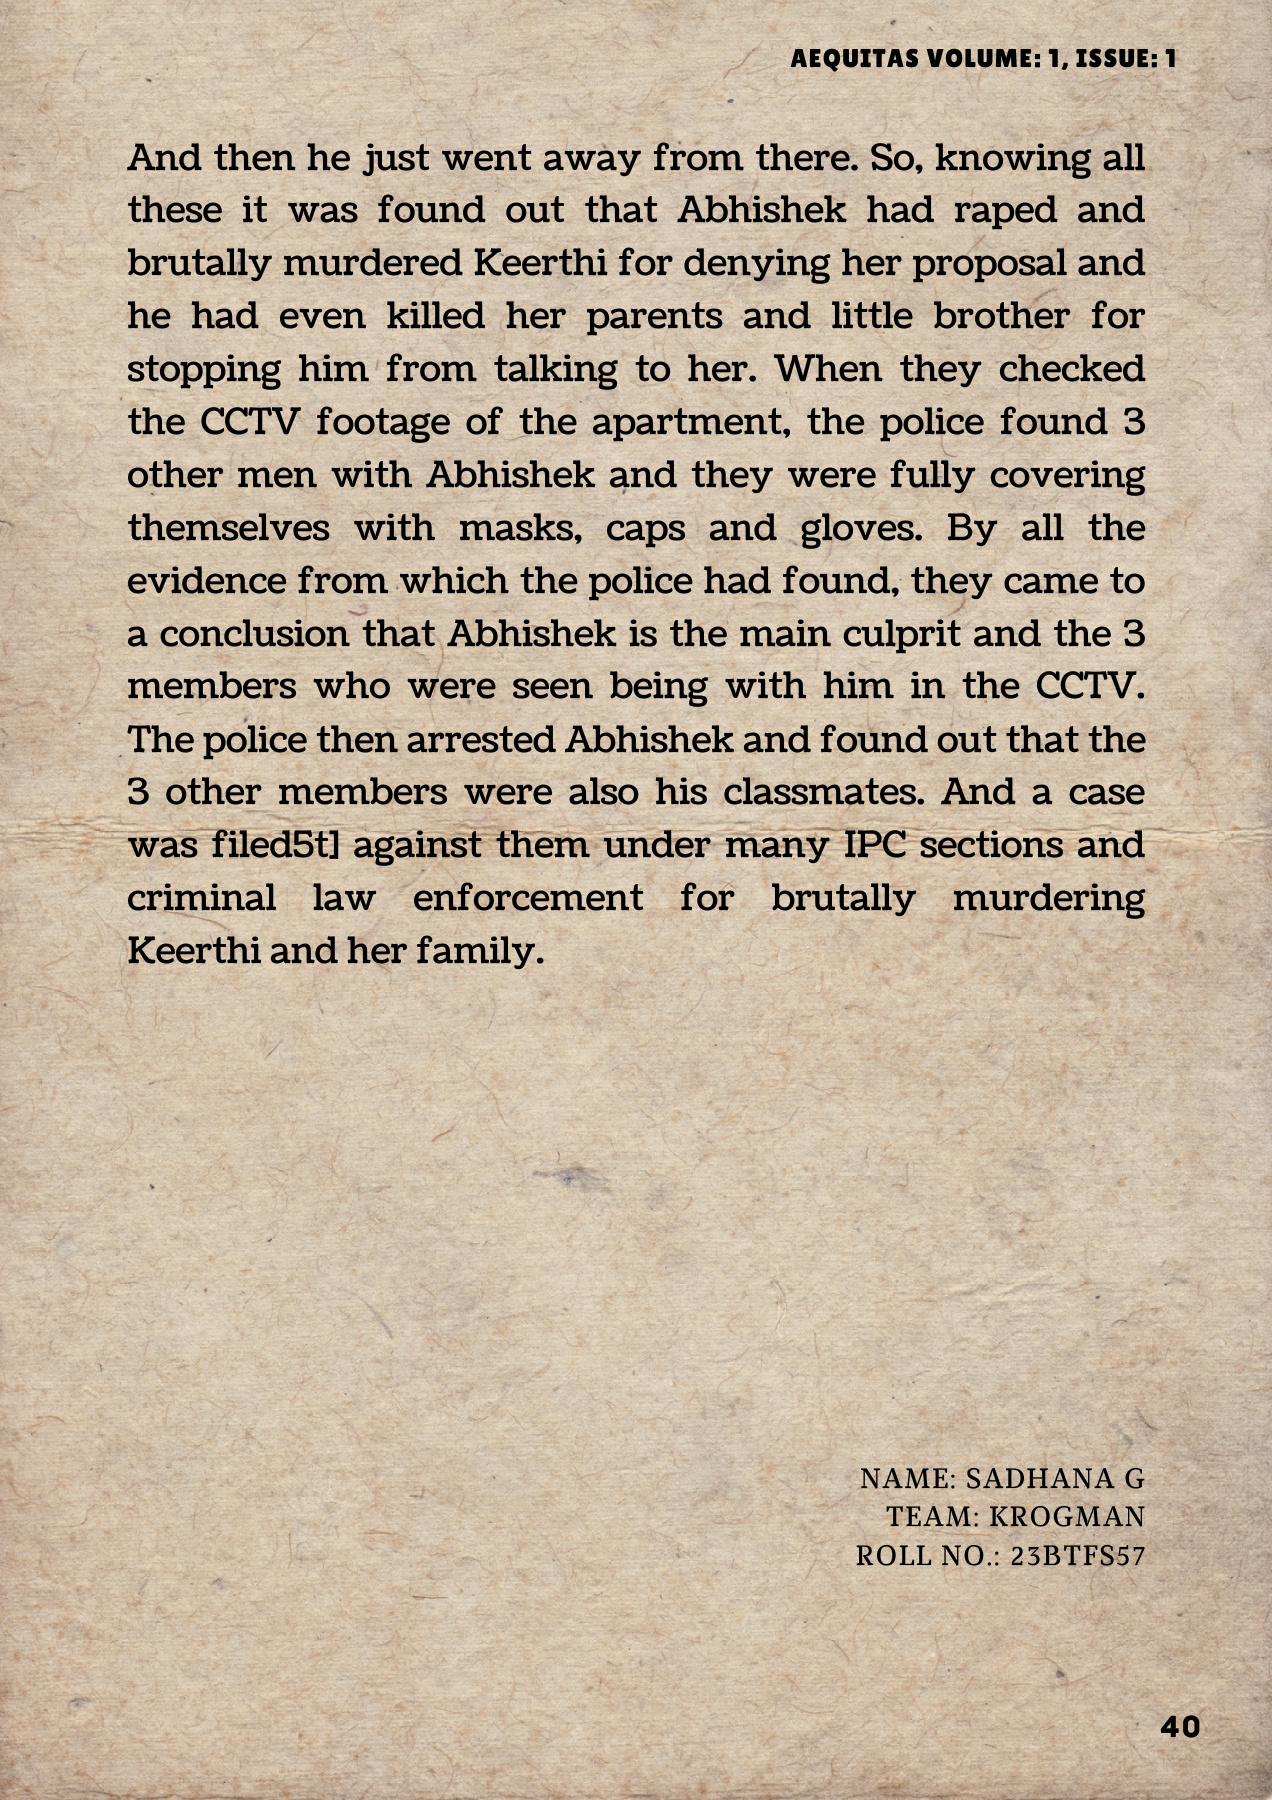 AEQUITAS VOLUME: 1, ISSUE: 1
And then he just went away from there. So, knowing all
these it was found out that Abhishek had raped and
brutally murdered Keerthi for denying her proposal and
he had even killed her parents and little brother for
stopping him from talking to her. When they checked
the CCTV footage of the apartment, the police found 3
other men with Abhishek and they were fully covering
themselves with masks, caps and gloves. By all the
evidence from which the police had found, they came to
a conclusion that Abhishek is the main culprit and the 3
members who were seen being with him in the CCTV.
The police then arrested Abhishek and found out that the
3 other members were also his classmates. And a case
was filed5t] against them under many IPC sections and
criminal law enforcement for brutally murdering
Keerthi and her family.
NAME: SADHANA G
TEAM: KROGMAN
ROLL NO.: 23BTFS57
40